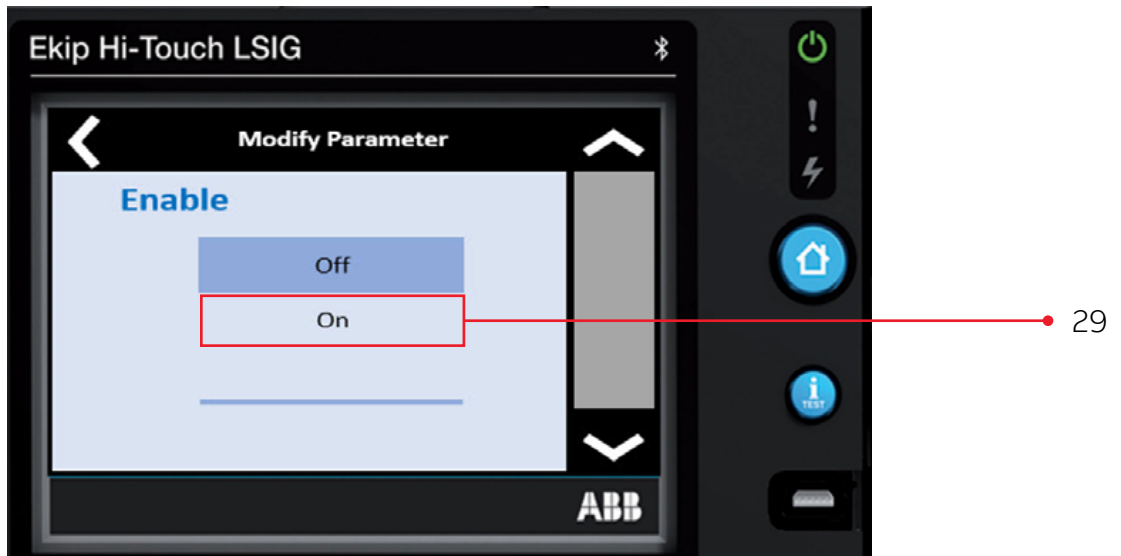 Ekip Hi-Touch LSIG
Modify Parameter
Enable
Off
On
29
i
TEST
ABB